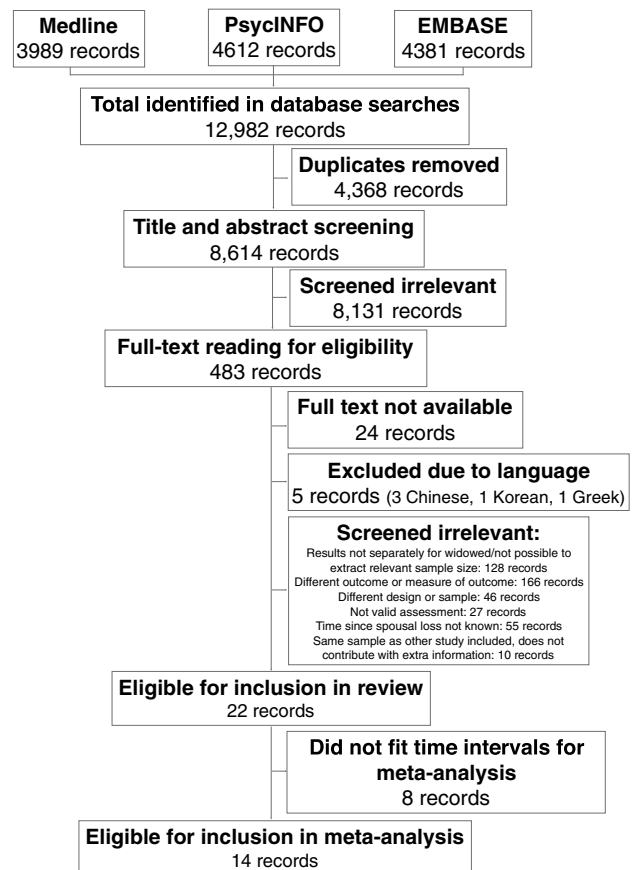 Medline
3989 records
PsycINFO
4612 records
EMBASE
4381 records
Total identified in database searches
12,982 records
Duplicates removed
4,368 records
Title and abstract screening
8,614 records
Screened irrelevant
8,131 records
Full-text reading for eligibility
483 records
Full text not available
24 records
Excluded due to language
5 records (3 Chinese, 1 Korean, 1 Greek)
Screened irrelevant:
Results not separately for widowed/not possible to
extract relevant sample size: 128 records
Different outcome or measure of outcome: 166 records
Different design or sample: 46 records
Not valid assessment: 27 records
Time since spousal loss not known: 55 records
Same sample as other study included, does not
contribute with extra information: 10 records
Eligible for inclusion in review
22 records
Did not fit time intervals for
meta-analysis
8 records
Eligible for inclusion in meta-analysis
14 records